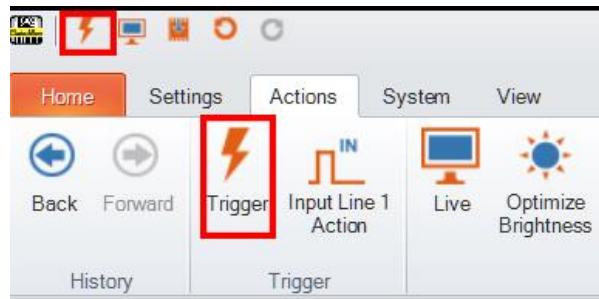 Home Settings Actions System View
IN
Back Forward Trigger Input Line 1 Live Optimize
Action Brightness
History Trigger